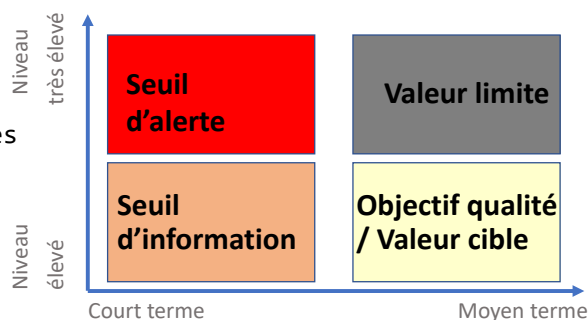 Niveau
très élevé
Seuil
d'alerte
Valeur limite
es
Seuil
d'information
Objectif qualité
/ Valeur cible
Niveau
élevé
Court terme
Moyen terme